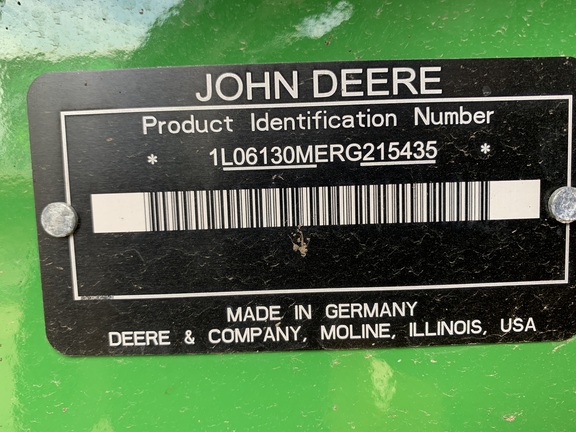 JOHN DEERE
Product Identification Number
* 1L06130MERG215435 *
MADE IN GERMANY
DEERE & COMPANY, MOLINE, ILLINOIS, USA